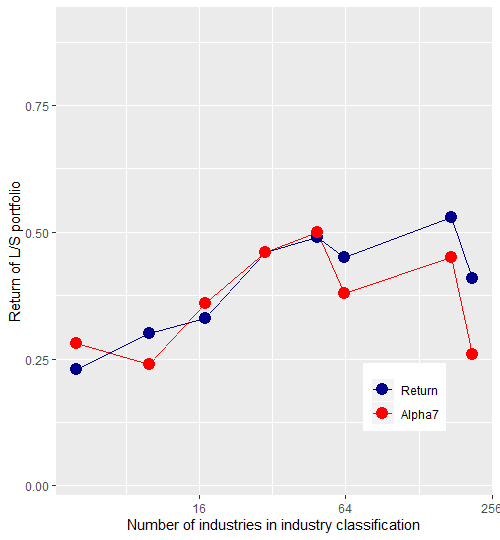 Return of L/S portfolio
0.75
0.50
0.25
0.00
Return
Alpha7
16
64
256
Number of industries in industry classification